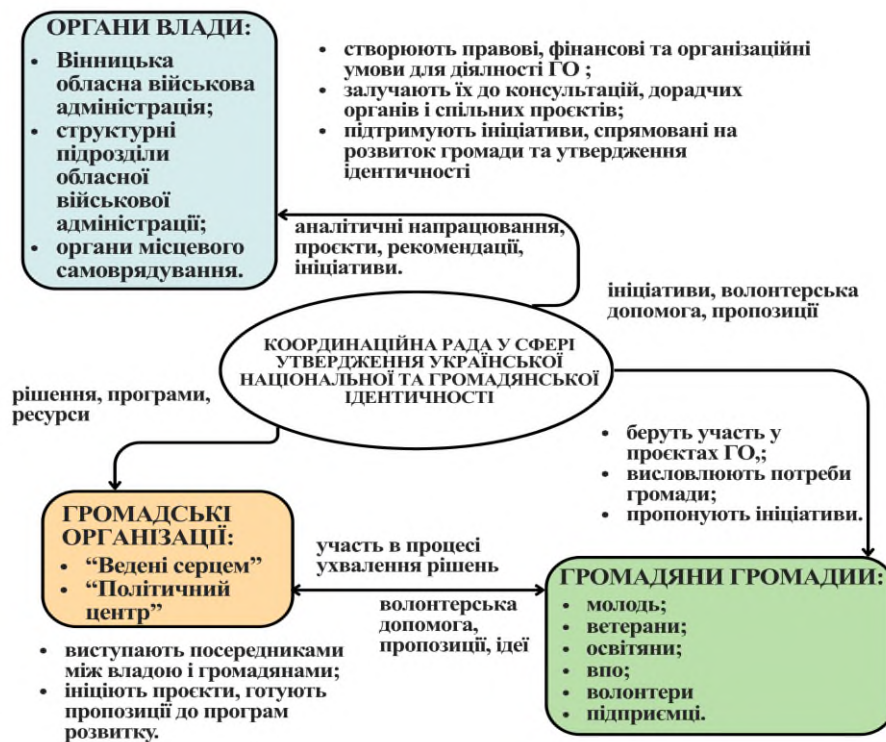 ОРГАНИ ВЛАДИ:
• Вінницька
обласна військова
адміністрація;
• структурні
підрозділи
обласної
військової
адміністрації;
• органи місцевого
самоврядування.
• створюють правові, фінансові та організаційні
умови для діялності ГО ;
• залучають їх до консультацій, дорадчих
органів і спільних проєктів;
• підтримують ініціативи, спрямовані на
розвиток громади та утвердження
ідентичності
аналітичні напрацювання,
проєкти, рекомендації,
ініціативи.
ініціативи, волонтерська
допомога, пропозиції
КООРДИНАЦІЙНА РАДА У СФЕРІ
УТВЕРДЖЕННЯ УКРАЇНСЬКОЇ
НАЦІОНАЛЬНОЇ ТА ГРОМАДЯНСЬКОЇ
ІДЕНТИЧНОСТІ
рішення, програми,
ресурси
• беруть участь у
проєктах ГО,;
• висловлюють потреби
громади;
• пропонують ініціативи.
ГРОМАДСЬКІ
ОРГАНІЗАЦІЇ:
• “Ведені серцем”
• “Політичний
центр”
участь в процесі
ухвалення рішень
волонтерська
допомога,
пропозиції, ідеї
ГРОМАДЯНИ ГРОМАДИИ:
• молодь;
• ветерани;
• освітяни;
• впо;
• волонтери
• підприємці.
• виступають посередниками
між владою і громадянами;
• ініціють проєкти, готують
пропозиції до програм
розвитку.